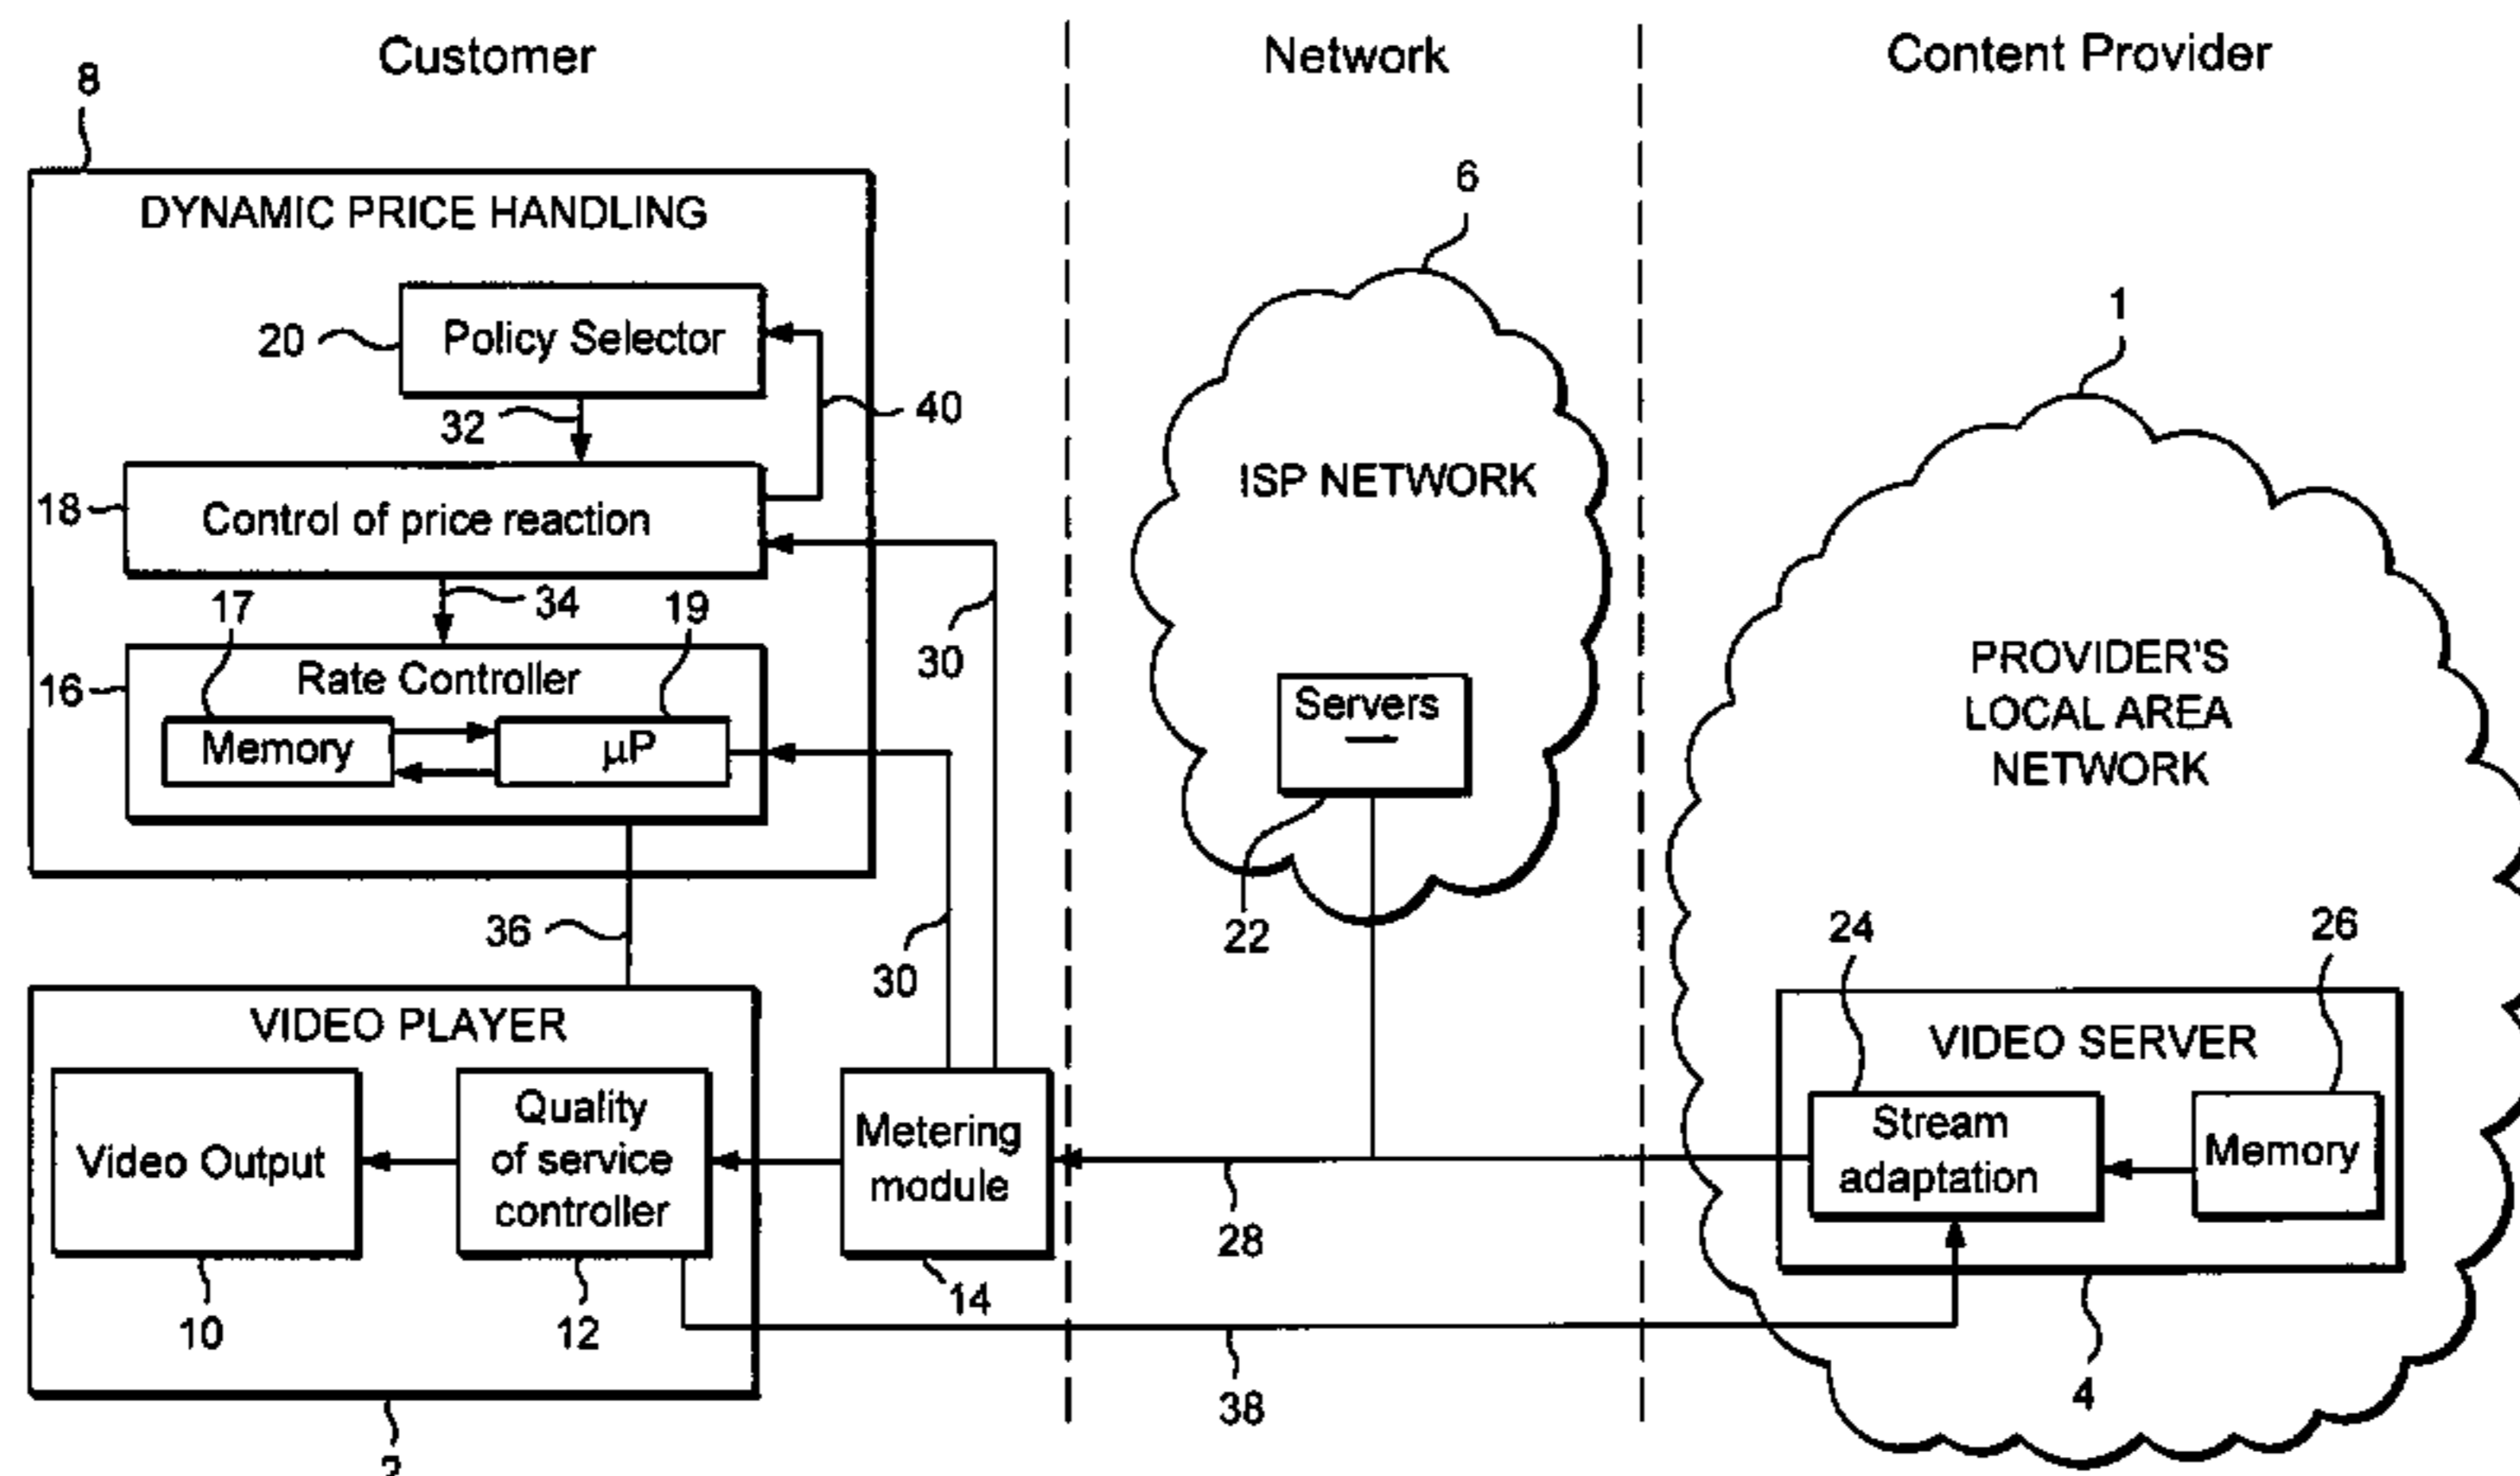 Customer
Network
Content Provider
8
DYNAMIC PRICE HANDLING
6
1
20
Policy Selector
32
40
18
Control of price reaction
ISP NETWORK
17
34
19
30
16
Rate Controller
Memory
µP
Servers
PROVIDER'S
LOCAL AREA
NETWORK
36
30
22
24
26
VIDEO PLAYER
VIDEO SERVER
Video Output
Quality
of service
controller
Metering
module
Stream
adaptation
Memory
28
10
12
14
38
4